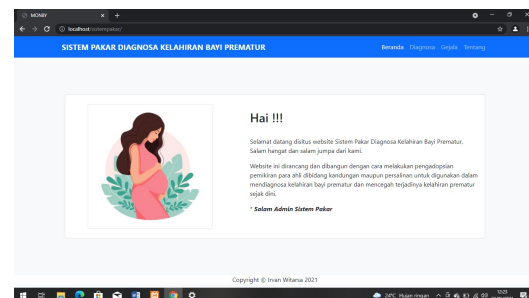 MONBY
localhost/sistempakar/
SISTEM PAKAR DIAGNOSA KELAHIRAN BAYI PREMATUR
Beranda Diagnosa Gejala Tentang
Hai !!!
Selamat datang disitus website Sistem Pakar Diagnosa Kelahiran Bayi Prematur,
Salam hangat dan salam jumpa dari kami.
Website ini dirancang dan dibangun dengan cara melakukan pengadopsian
pemikiran para ahli dibidang kandungan maupun persalinan untuk digunakan dalam
mendiagnosa kelahiran bayi prematur dan mencegah terjadinya kelahiran prematur
sejak dini.
* Salam Admin Sistem Pakar
Copyright © Irvan Witarsa 2021
24°C Hujan ringan